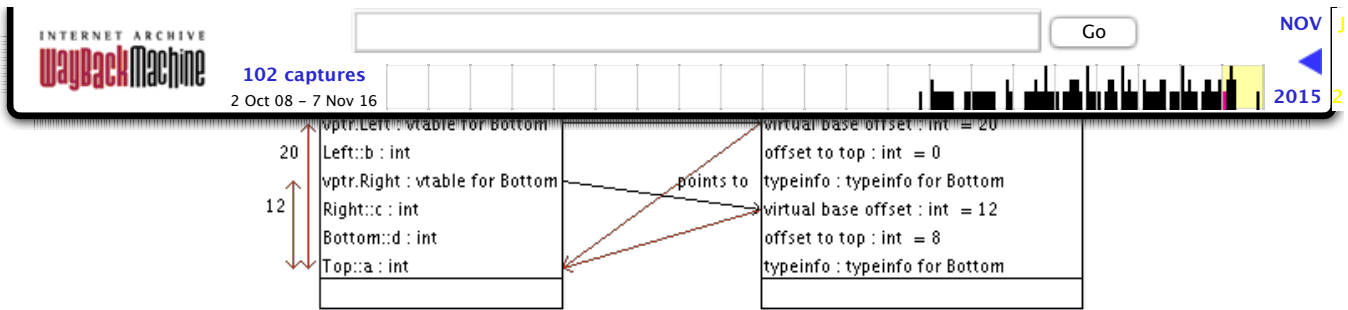 INTERNET ARCHIVE
WayBackMachine
Go
102 captures
2 Oct 08 – 7 Nov 16
NOV
J
2015
2
vptr.Left : vtable for Bottom
20
Left::b : int
vptr.Right : vtable for Bottom
12
Right::c : int
Bottom::d : int
Top::a : int
points to
virtual base offset : int = 20
offset to top : int = 0
typeinfo : typeinfo for Bottom
virtual base offset : int = 12
offset to top : int = 8
typeinfo : typeinfo for Bottom